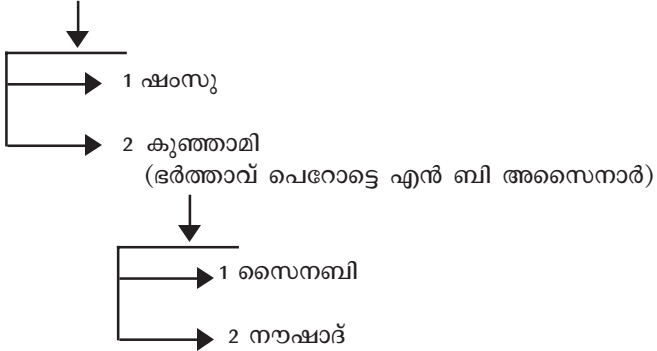 1 ഷംസു
2 കുഞ്ഞാമി
(ഭർത്താവ് പെറോട്ടെ എൻ ബി അസൈനാർ)
1 സൈനബി
2 നൗഷാദ്